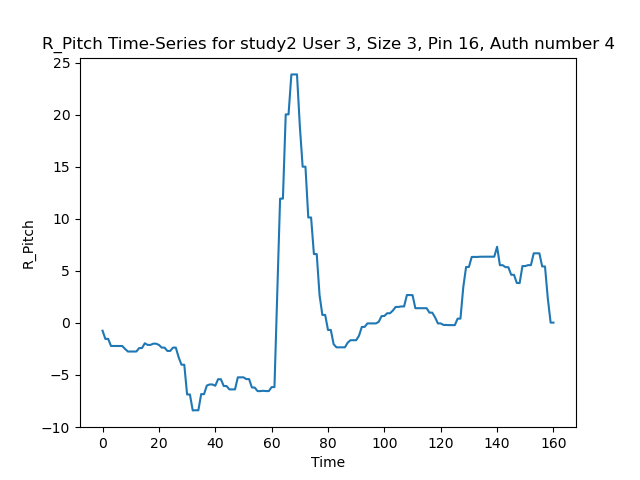 R_Pitch Time-Series for study2 User 3, Size 3, Pin 16, Auth number 4
25
20
15
10
5
0
−5
−10
R_Pitch
0 20 40 60 80 100 120 140 160
Time